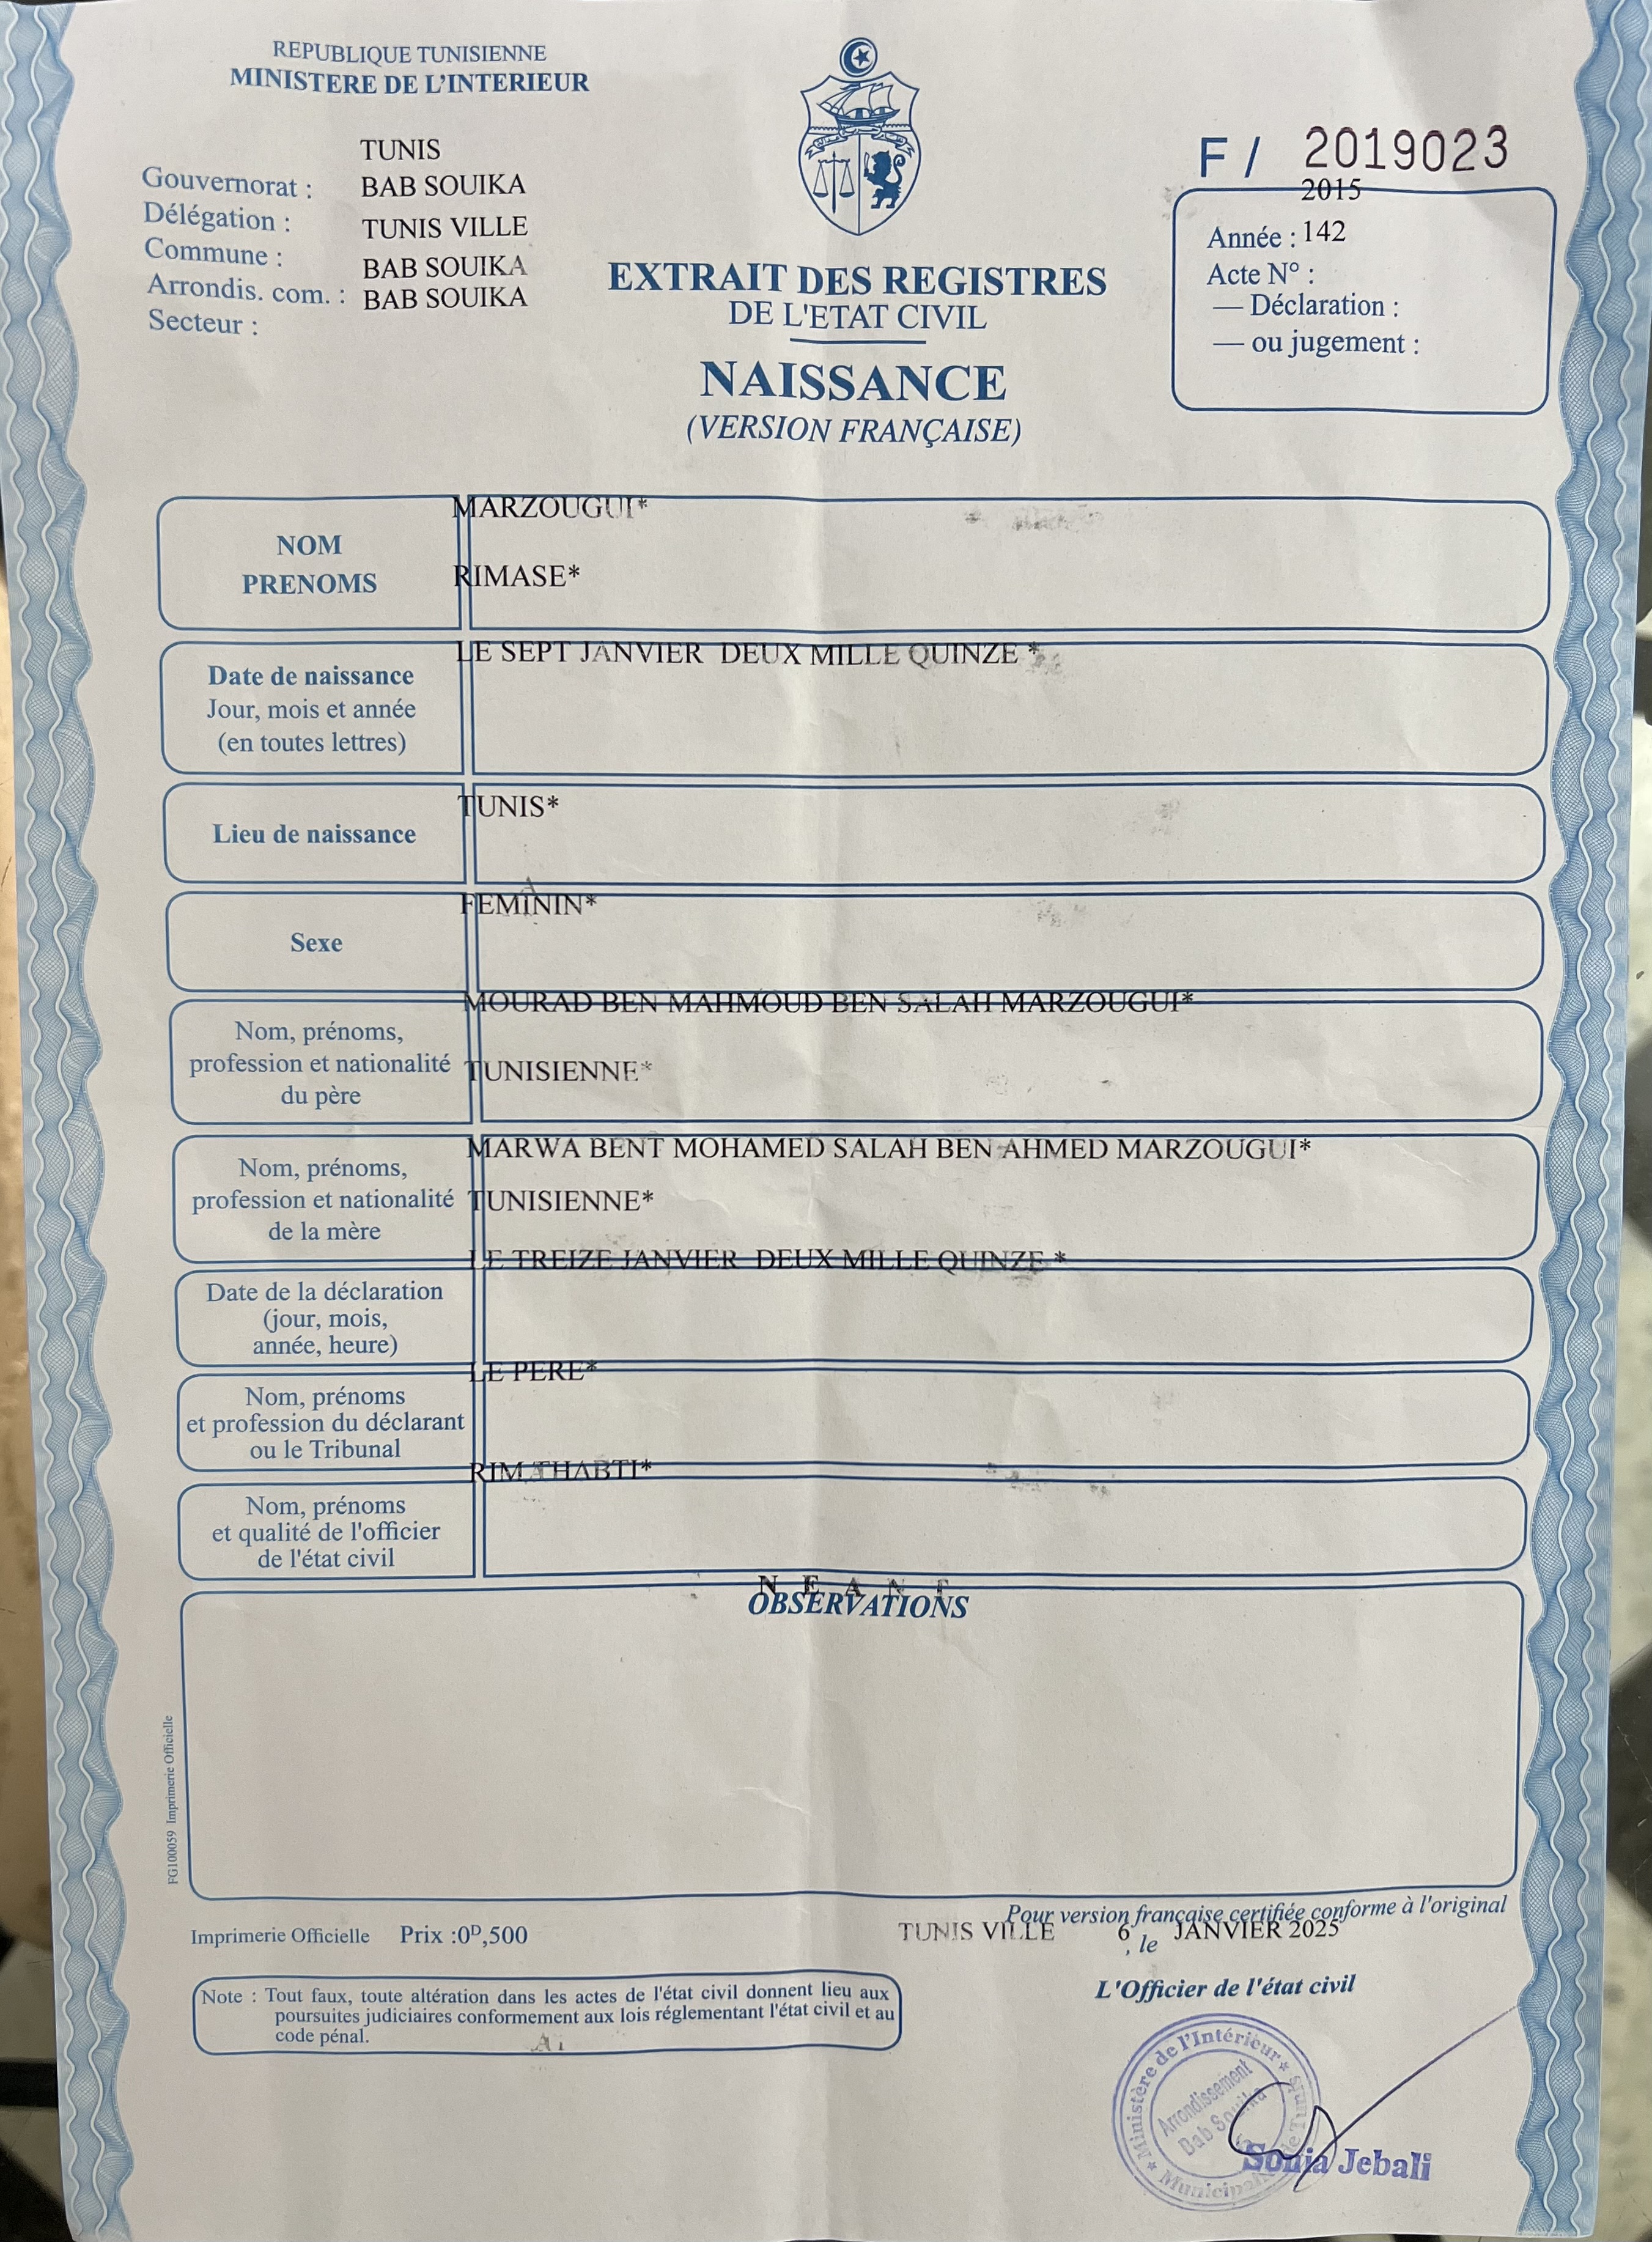 REPUBLIQUE TUNISIENNE
MINISTERE DE L'INTERIEUR
TUNIS
Gouvernorat : BAB SOUIKA
Délégation : TUNIS VILLE
Commune : BAB SOUIKA
Arrondis. com. : BAB SOUIKA
Secteur :
F / 2019023
2015
Année : 142
Acte N° :
— Déclaration :
— ou jugement :
EXTRAIT DES REGISTRES
DE L'ETAT CIVIL
NAISSANCE
(VERSION FRANÇAISE)
MARZOUGUI*
NOM
PRENOMS
RIMASE*
LE SEPT JANVIER DEUX MILLE QUINZE *
Date de naissance
Jour, mois et année
(en toutes lettres)
TUNIS*
Lieu de naissance
FEMININ*
Sexe
MOURAD BEN MAHMOUD BEN SALAH MARZOUGUI*
Nom, prénoms,
profession et nationalité
du père
TUNISIENNE*
MARWA BENT MOHAMED SALAH BEN AHMED MARZOUGUI*
Nom, prénoms,
profession et nationalité
de la mère
TUNISIENNE*
LE TREIZE JANVIER DEUX MILLE QUINZE *
Date de la déclaration
(jour, mois,
année, heure)
LE PERE*
Nom, prénoms
et profession du déclarant
ou le Tribunal
RIM THABTI*
Nom, prénoms
et qualité de l'officier
de l'état civil
N E A N T
OBSERVATIONS
FG100059 Imprimerie Officielle
Pour version française certifiée conforme à l'original
Imprimerie Officielle Prix :0ᴰ,500
TUNIS VILLE , le 6 JANVIER 2025
L'Officier de l'état civil
Note : Tout faux, toute altération dans les actes de l'état civil donnent lieu aux
poursuites judiciaires conformement aux lois réglementant l'état civil et au
code pénal.
Ministère de l'Intérieur
Arrondissement
Bab Souika
Sonia Jebali